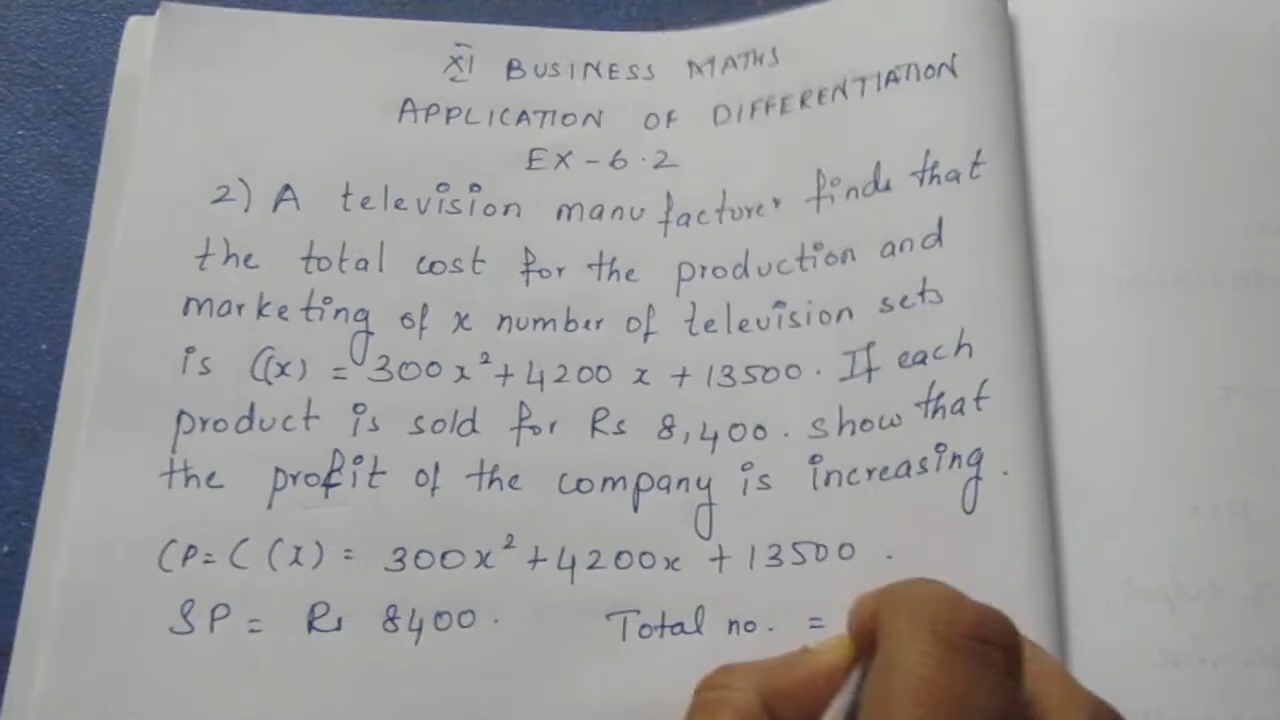 XI BUSINESS MATHS
APPLICATION OF DIFFERENTIATION
EX-6.2
2) A television manufacturer finds that
the total cost for the production and
marketing of x number of television sets
is C(x) = 300x²+4200x+13500. If each
product is sold for Rs 8,400. show that
the profit of the company is increasing.
CP=C(x) = 300x²+4200x+13500.
SP = Rs 8400. Total no. =